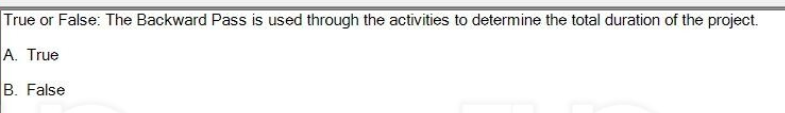 True or False: The Backward Pass is used through the activities to determine the total duration of the project.
A. True
B. False